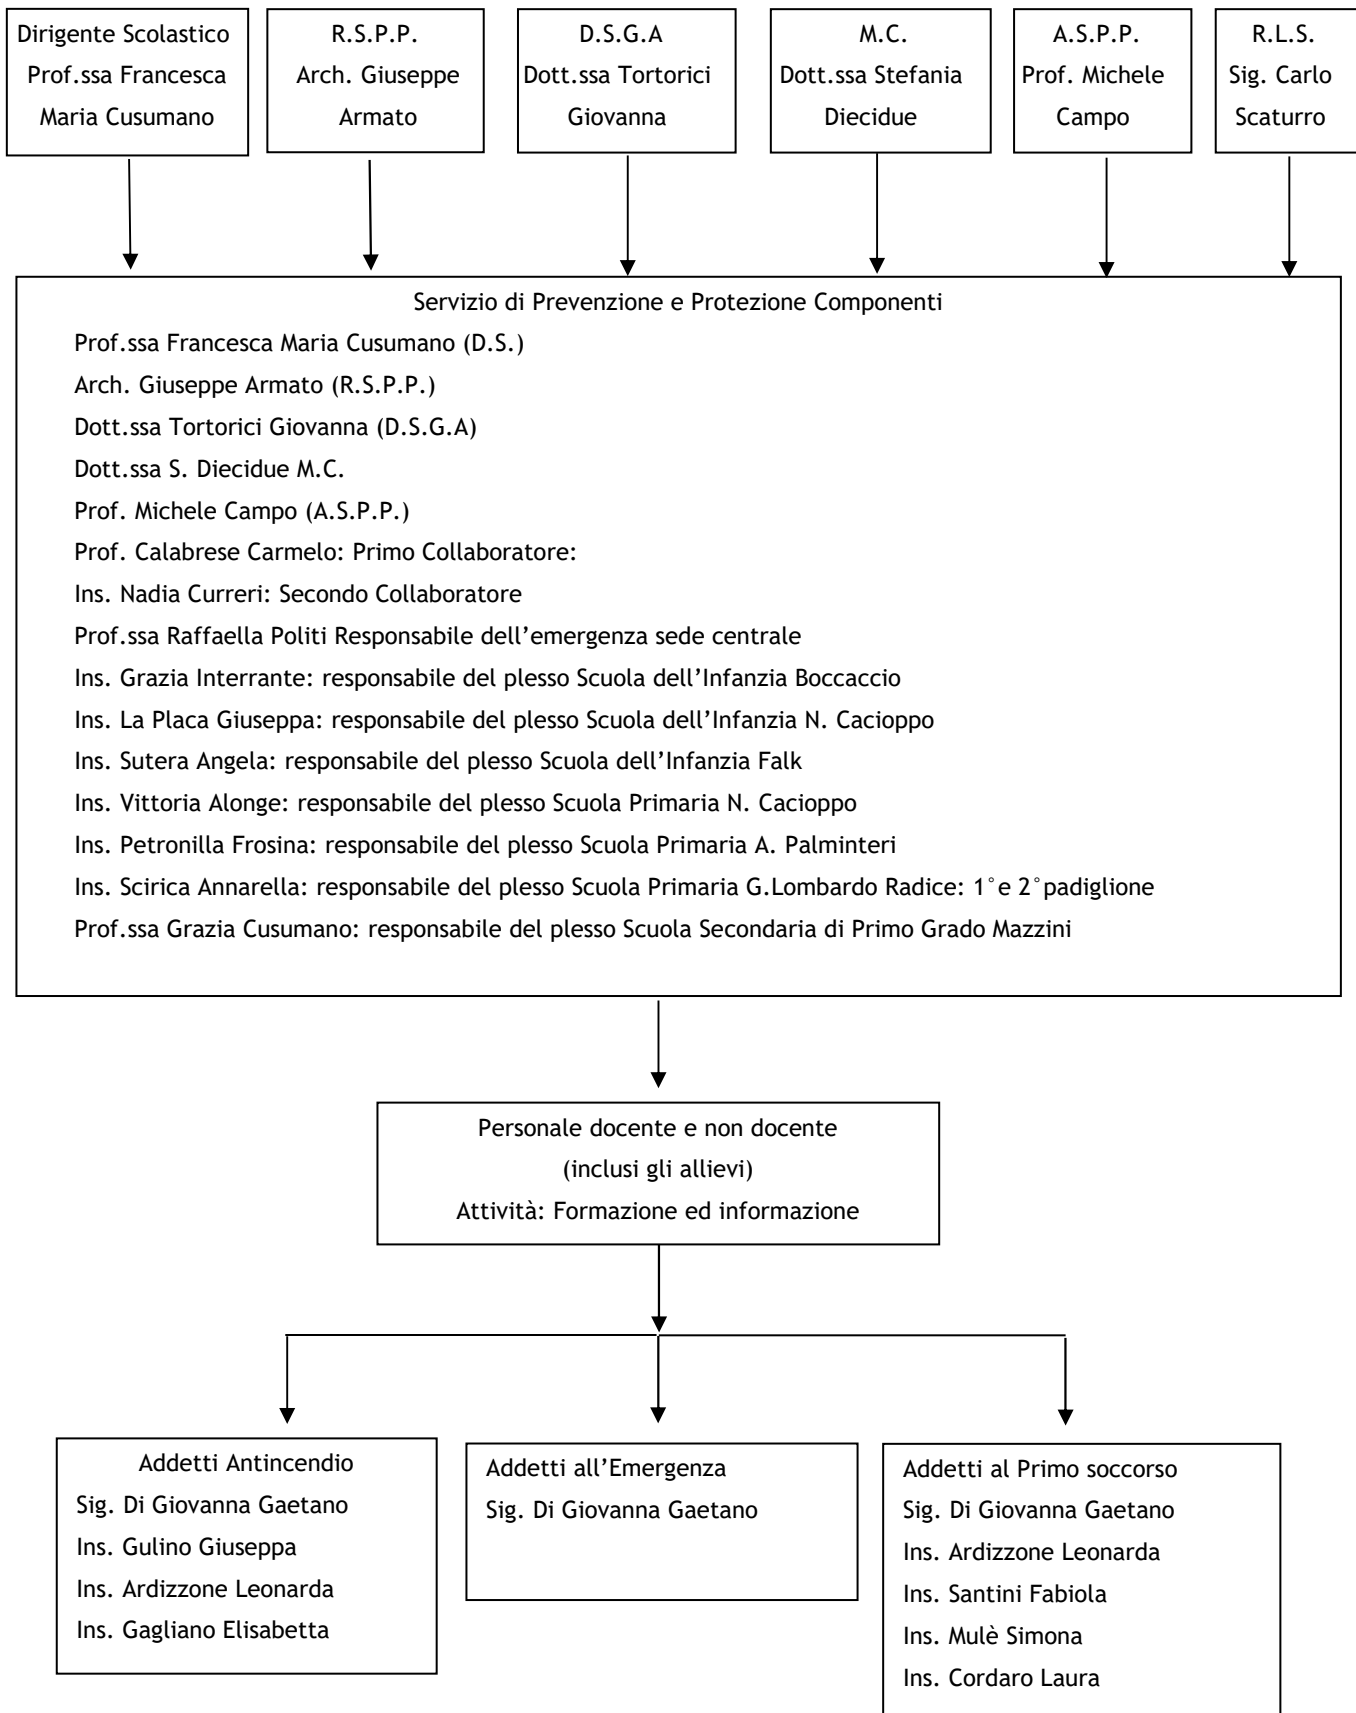 Dirigente Scolastico
Prof.ssa Francesca
Maria Cusumano
R.S.P.P.
Arch. Giuseppe
Armato
D.S.G.A
Dott.ssa Tortorici
Giovanna
M.C.
Dott.ssa Stefania
Diecidue
A.S.P.P.
Prof. Michele
Campo
R.L.S.
Sig. Carlo
Scaturro
Servizio di Prevenzione e Protezione Componenti
Prof.ssa Francesca Maria Cusumano (D.S.)
Arch. Giuseppe Armato (R.S.P.P.)
Dott.ssa Tortorici Giovanna (D.S.G.A)
Dott.ssa S. Diecidue M.C.
Prof. Michele Campo (A.S.P.P.)
Prof. Calabrese Carmelo: Primo Collaboratore:
Ins. Nadia Curreri: Secondo Collaboratore
Prof.ssa Raffaella Politi Responsabile dell’emergenza sede centrale
Ins. Grazia Interrante: responsabile del plesso Scuola dell’Infanzia Boccaccio
Ins. La Placa Giuseppa: responsabile del plesso Scuola dell’Infanzia N. Cacioppo
Ins. Sutera Angela: responsabile del plesso Scuola dell’Infanzia Falk
Ins. Vittoria Alonge: responsabile del plesso Scuola Primaria N. Cacioppo
Ins. Petronilla Frosina: responsabile del plesso Scuola Primaria A. Palminteri
Ins. Scirica Annarella: responsabile del plesso Scuola Primaria G.Lombardo Radice: 1°e 2°padiglione
Prof.ssa Grazia Cusumano: responsabile del plesso Scuola Secondaria di Primo Grado Mazzini
Personale docente e non docente
(inclusi gli allievi)
Attività: Formazione ed informazione
Addetti Antincendio
Sig. Di Giovanna Gaetano
Ins. Gulino Giuseppa
Ins. Ardizzone Leonarda
Ins. Gagliano Elisabetta
Addetti all’Emergenza
Sig. Di Giovanna Gaetano
Addetti al Primo soccorso
Sig. Di Giovanna Gaetano
Ins. Ardizzone Leonarda
Ins. Santini Fabiola
Ins. Mulè Simona
Ins. Cordaro Laura